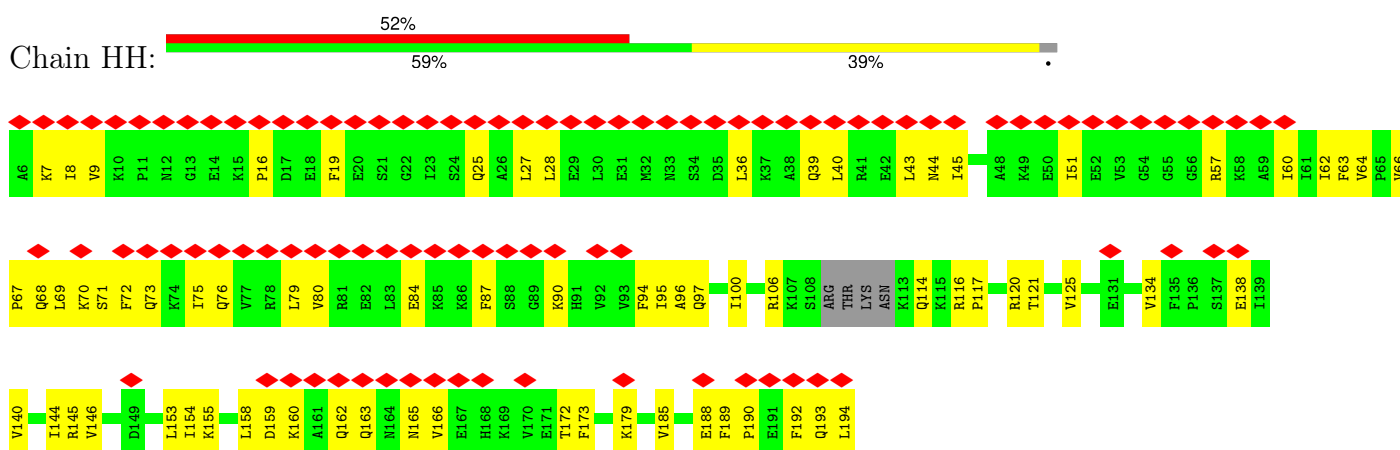 52%
Chain HH:
59% 39% •
A6 K7 I8 V9 K10 P11 N12 G13 E14 K15 P16 D17 E18 F19 E20 S21 G22 I23 S24 Q25 A26 L27 L28 E29 L30 E31 M32 N33 S34 D35 L36 K37 A38 Q39 L40 R41 E42 L43 N44 I45 A48 K49 E50 I51 E52 V53 G54 G55 G56 R57 K58 A59 I60 I61 I62 F63 V64 P65 V66
P67 Q68 L69 K70 S71 F72 Q73 K74 I75 Q76 V77 R78 L79 V80 R81 E82 L83 E84 K85 K86 F87 S88 G89 K90 H91 V92 V93 F94 I95 A96 Q97 I100 R106 K107 S108 ARG THR LYS ASN K113 Q114 K115 R116 P117 R120 T121 V125 E131 V134 F135 P136 S137 E138 I139
V140 I144 R145 V146 D149 L153 I154 K155 L158 D159 K160 A161 Q162 Q163 N164 N165 V166 E167 H168 K169 V170 E171 T172 F173 K179 V185 E188 F189 P190 E191 F192 Q193 L194